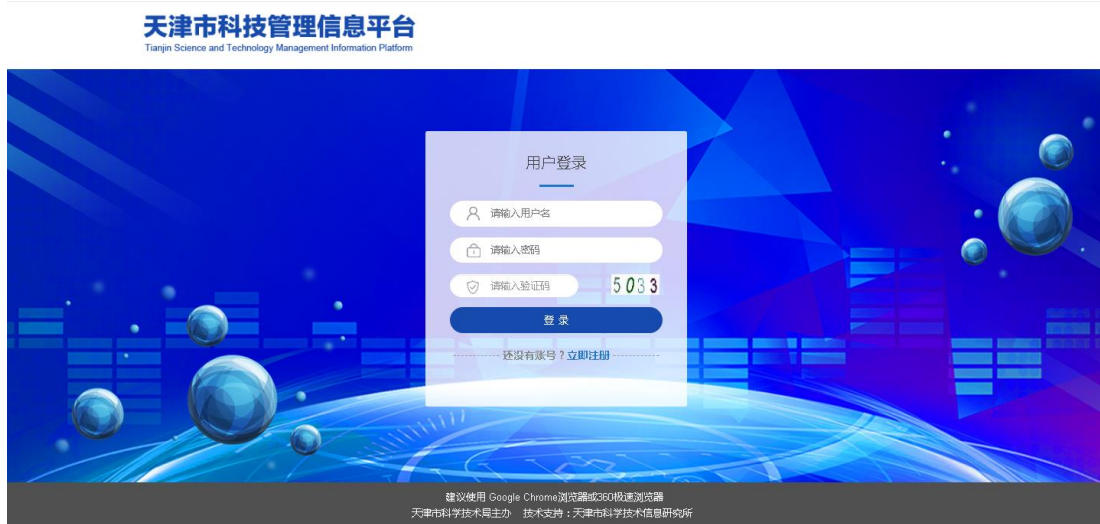 天津市科技管理信息平台
Tianjin Science and Technology Management Information Platform
用户登录
请输入用户名
请输入密码
请输入验证码 5033
登 录
还没有账号？立即注册
建议使用 Google Chrome浏览器或360极速浏览器
天津市科学技术局主办 技术支持：天津市科学技术信息研究所